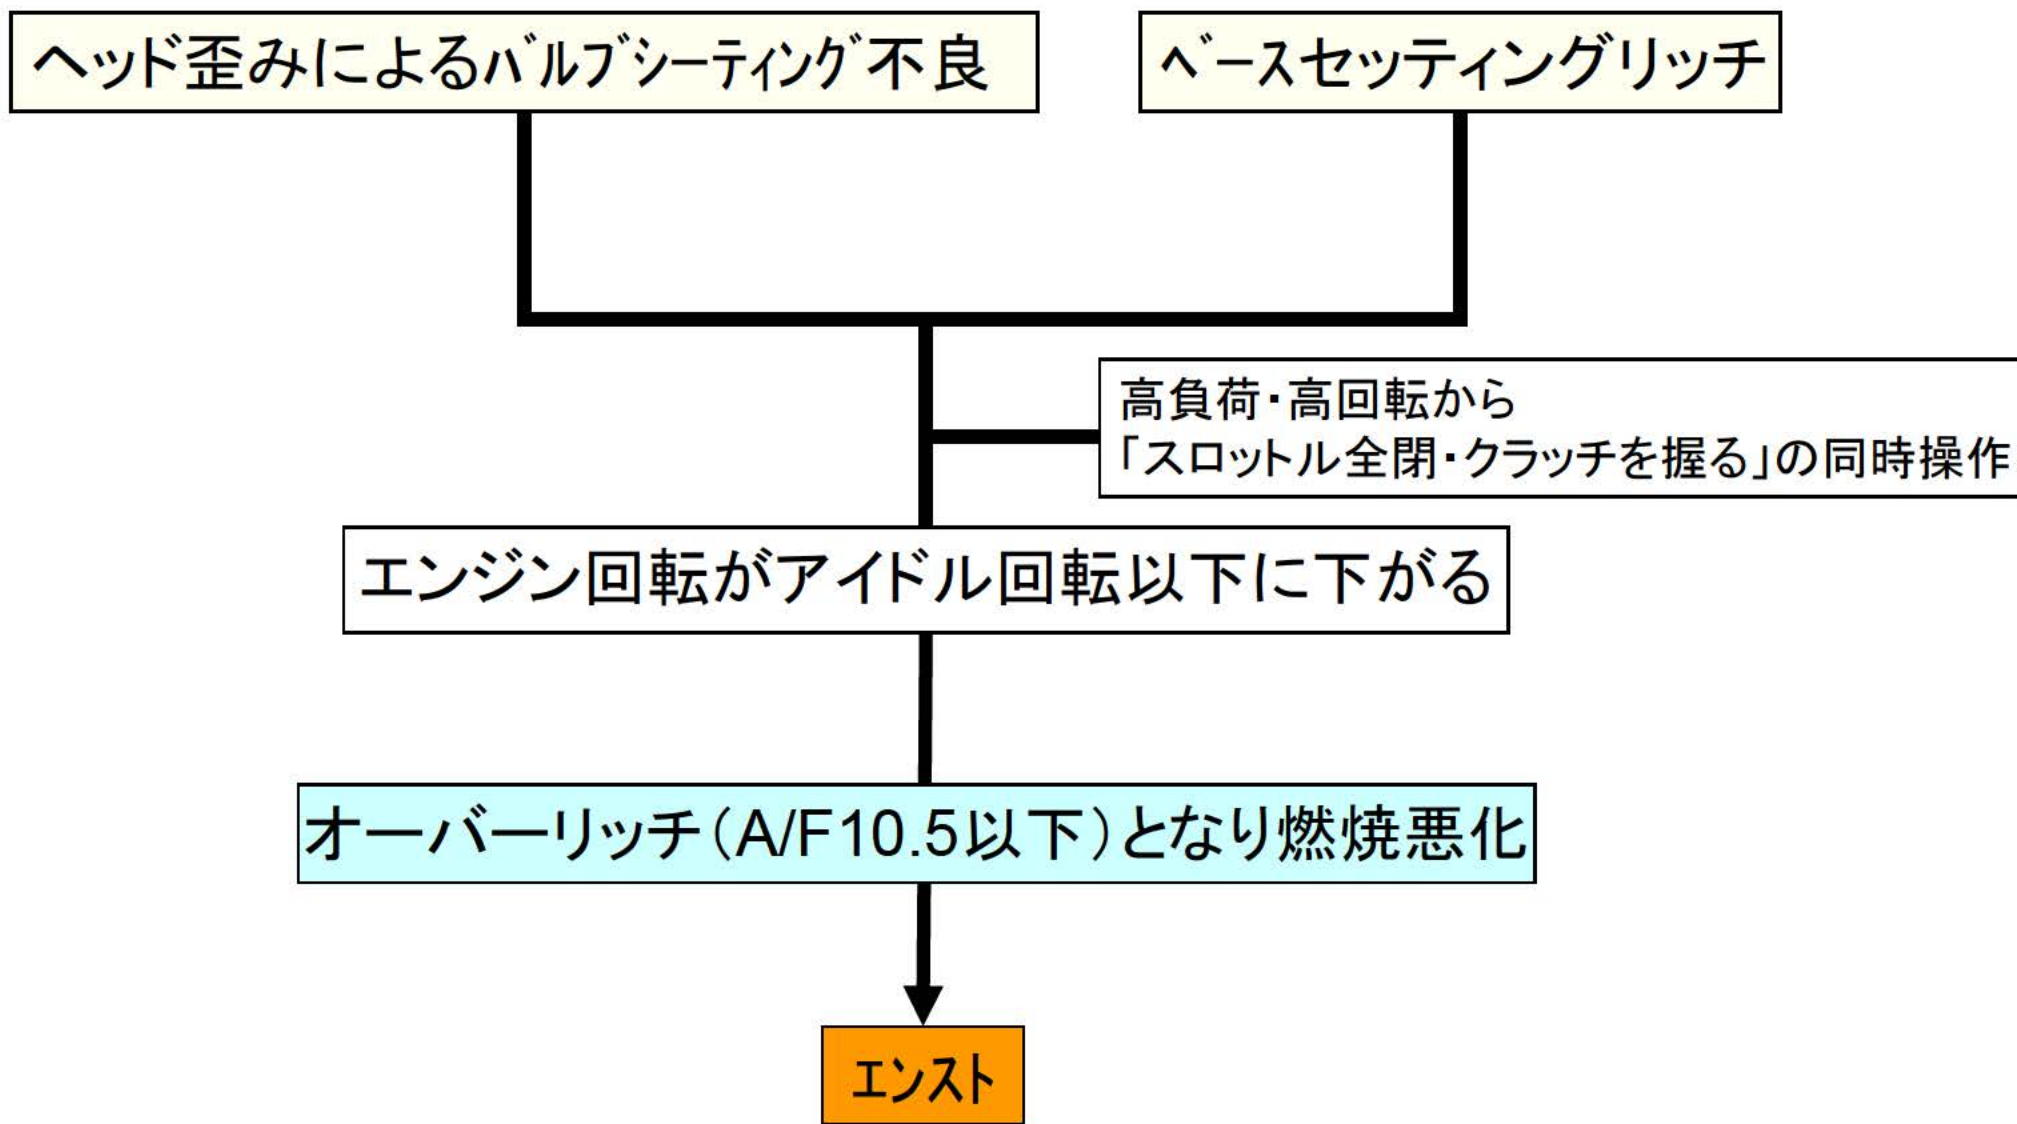 ヘッド歪みによるﾊﾞﾙﾌﾞｼｰﾃｨﾝｸﾞ不良
ﾍﾞｰｽセッティングリッチ
高負荷・高回転から
「スロットル全閉・クラッチを握る」の同時操作
エンジン回転がアイドル回転以下に下がる
オーバーリッチ（A/F10.5以下）となり燃焼悪化
エンスト